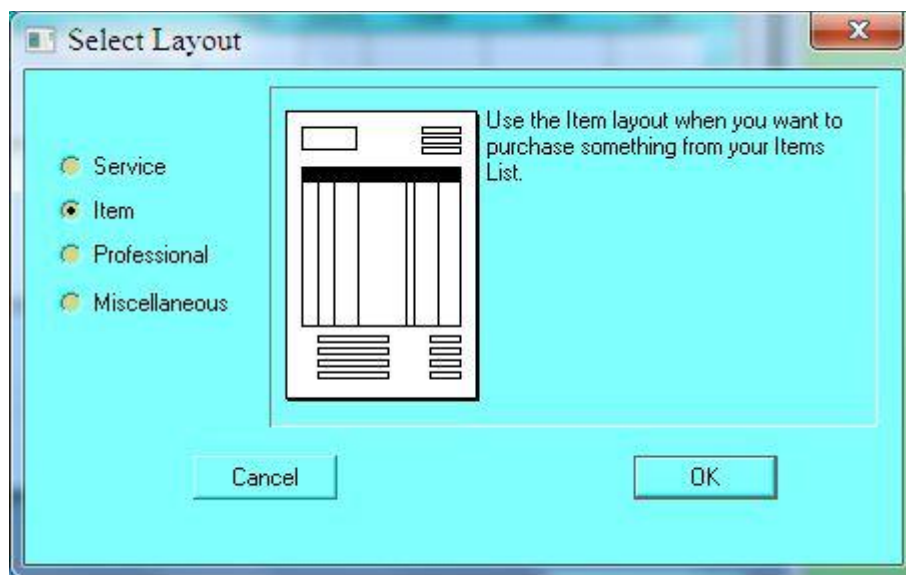 Select Layout
Service
Item
Professional
Miscellaneous
Use the Item layout when you want to
purchase something from your Items
List.
Cancel
OK